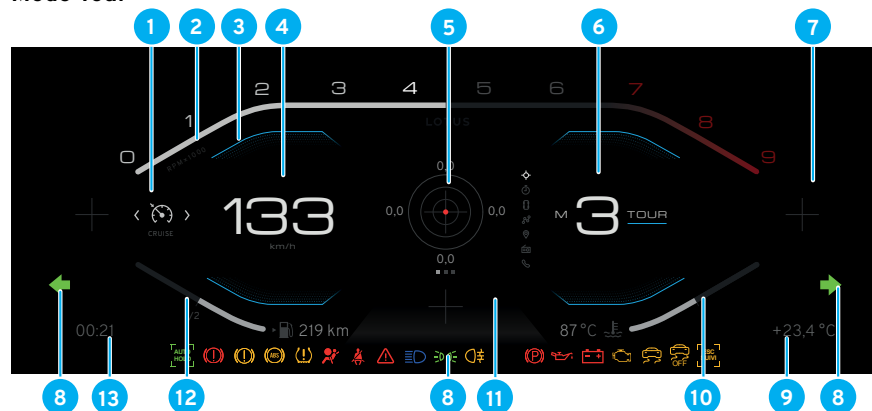 Mode Tour
1 2 3 4 5 6 7
0 1 2 3 4 5 6 7 8 9
RPM x 1000
LOTUS
0,0
0,0 0,0
0,0
CRUISE
133
km/h
M 3 TOUR
1/2
00:21
219 km
87 °C
+23,4 °C
AUTO HOLD
ABS
OFF
8 13 12 8 11 10 9 8